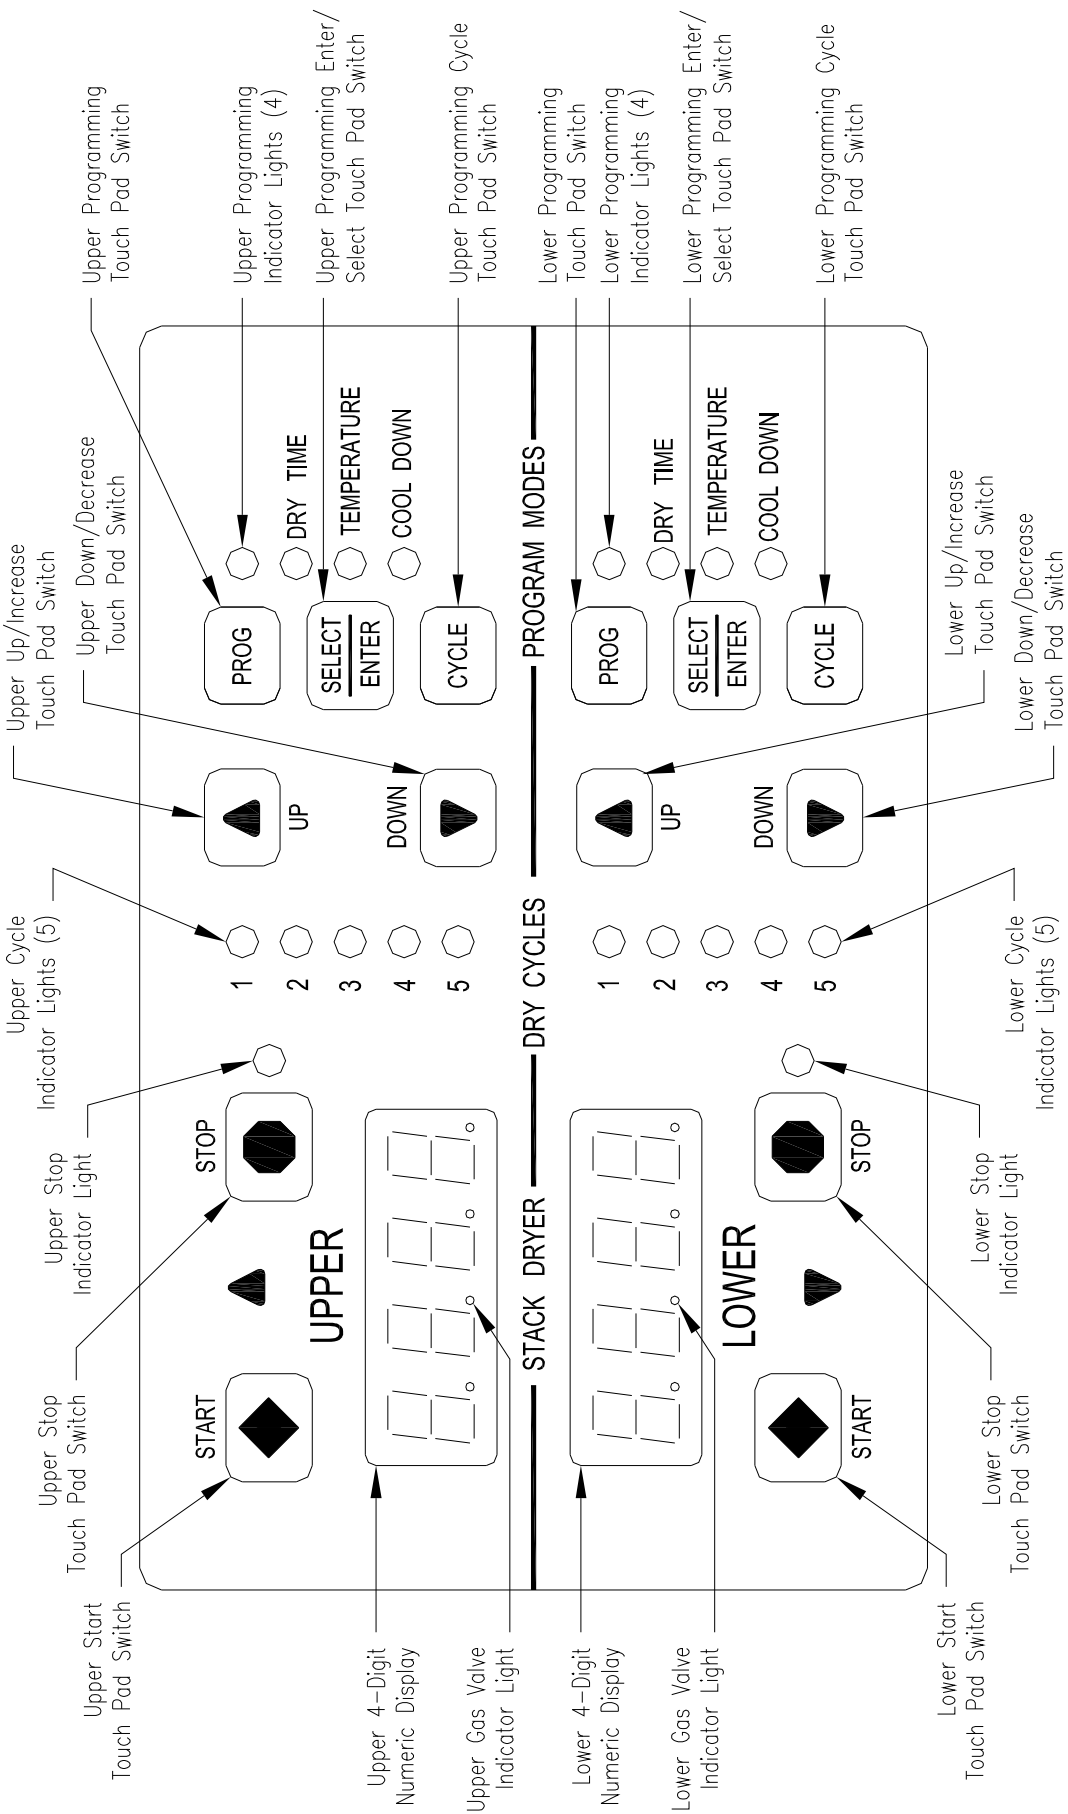 Upper Start
Touch Pad Switch
Upper Stop
Touch Pad Switch
Upper Stop
Indicator Light
Upper Cycle
Indicator Lights (5)
Upper Up/Increase
Touch Pad Switch
Upper Down/Decrease
Touch Pad Switch
Upper Programming
Touch Pad Switch
Upper Programming
Indicator Lights (4)
Upper Programming Enter/
Select Touch Pad Switch
Upper Programming Cycle
Touch Pad Switch
Lower Programming
Touch Pad Switch
Lower Programming
Indicator Lights (4)
Lower Programming Enter/
Select Touch Pad Switch
Lower Programming Cycle
Touch Pad Switch
START
STOP
UPPER
1
2
3
4
5
UP
DOWN
PROG
SELECT
ENTER
CYCLE
DRY TIME
TEMPERATURE
COOL DOWN
STACK DRYER
DRY CYCLES
PROGRAM MODES
LOWER
START
STOP
1
2
3
4
5
UP
DOWN
PROG
SELECT
ENTER
CYCLE
DRY TIME
TEMPERATURE
COOL DOWN
Upper 4-Digit
Numeric Display
Upper Gas Valve
Indicator Light
Lower 4-Digit
Numeric Display
Lower Gas Valve
Indicator Light
Lower Start
Touch Pad Switch
Lower Stop
Touch Pad Switch
Lower Stop
Indicator Light
Lower Cycle
Indicator Lights (5)
Lower Up/Increase
Touch Pad Switch
Lower Down/Decrease
Touch Pad Switch